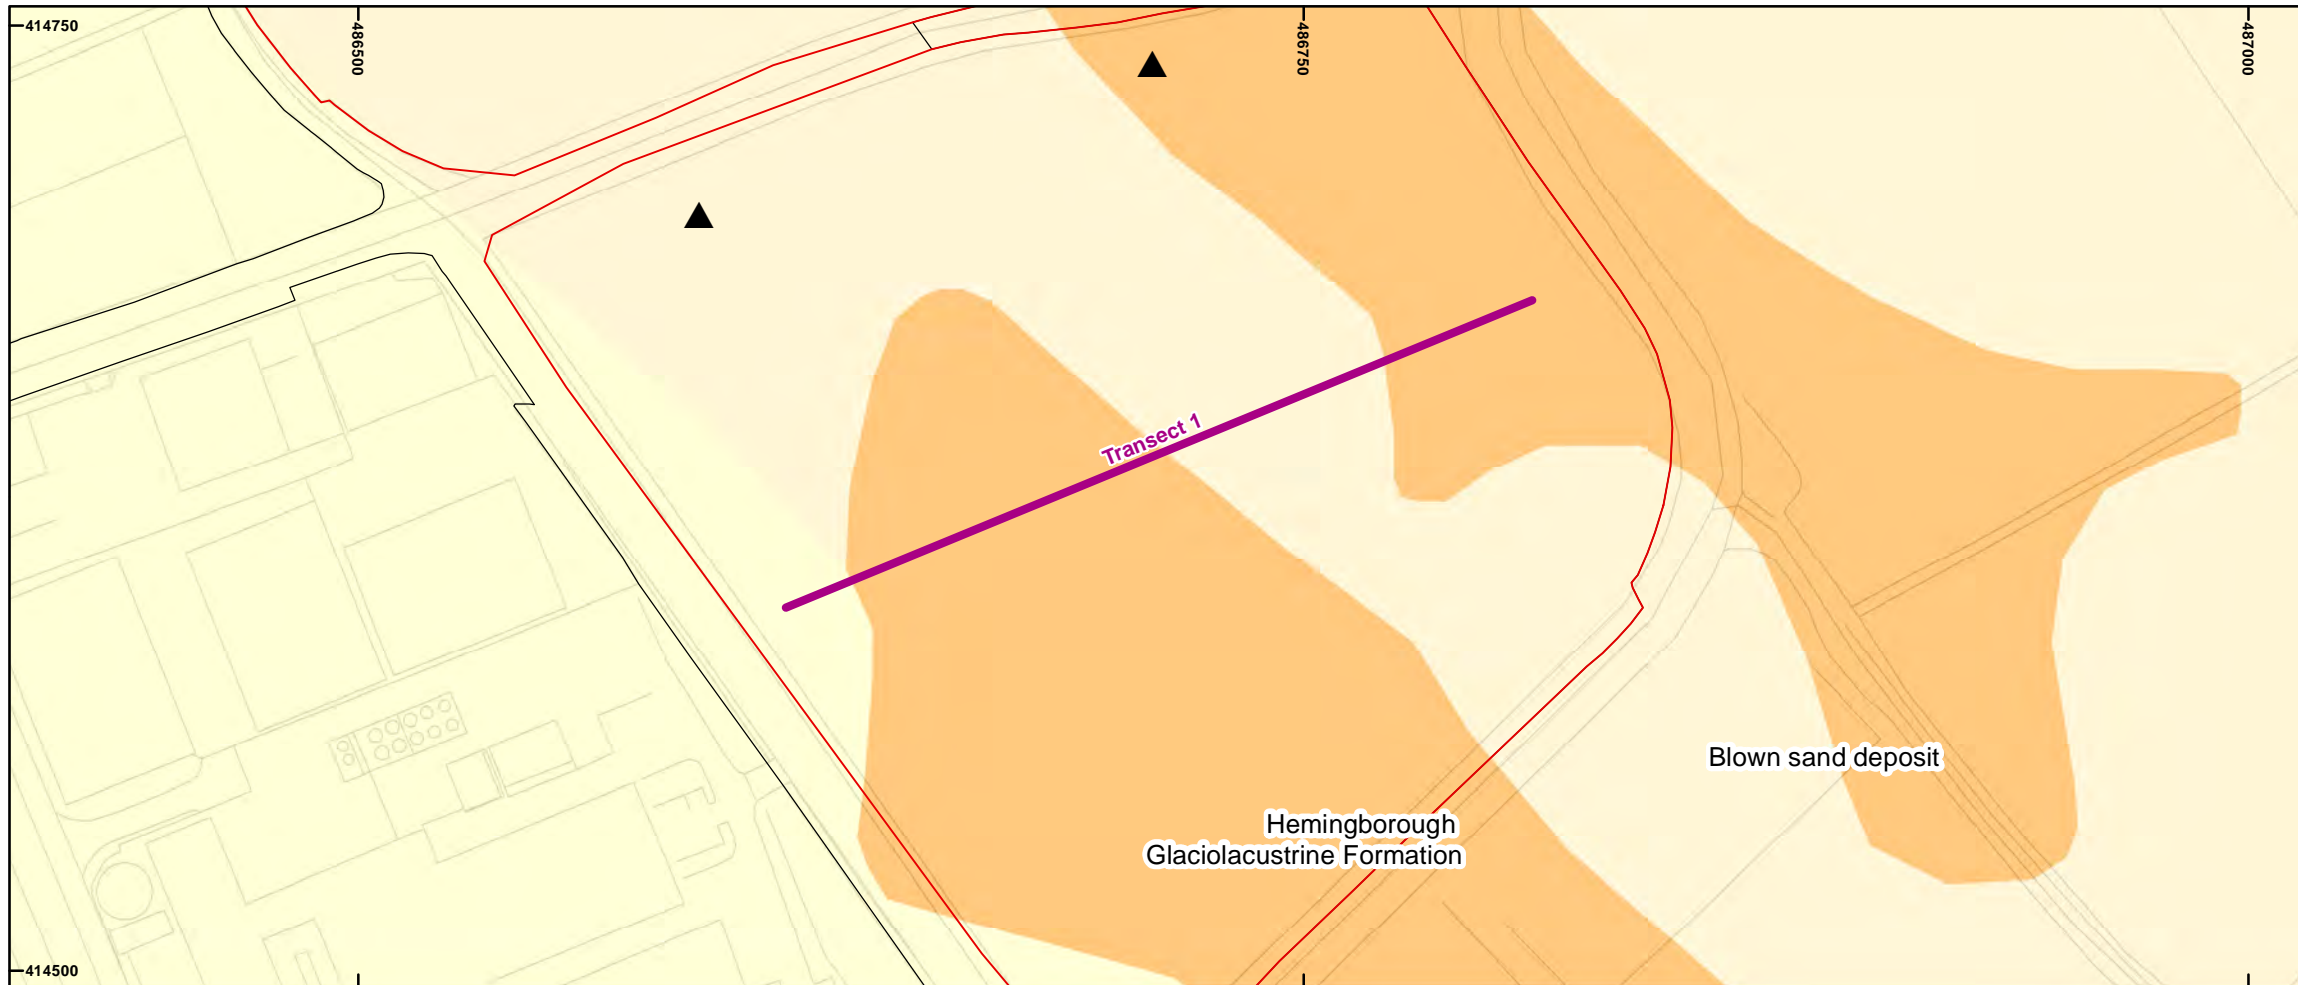 414750
486500
486750
487000
Transect 1
Blown sand deposit
Hemingborough
Glaciolacustrine Formation
414500